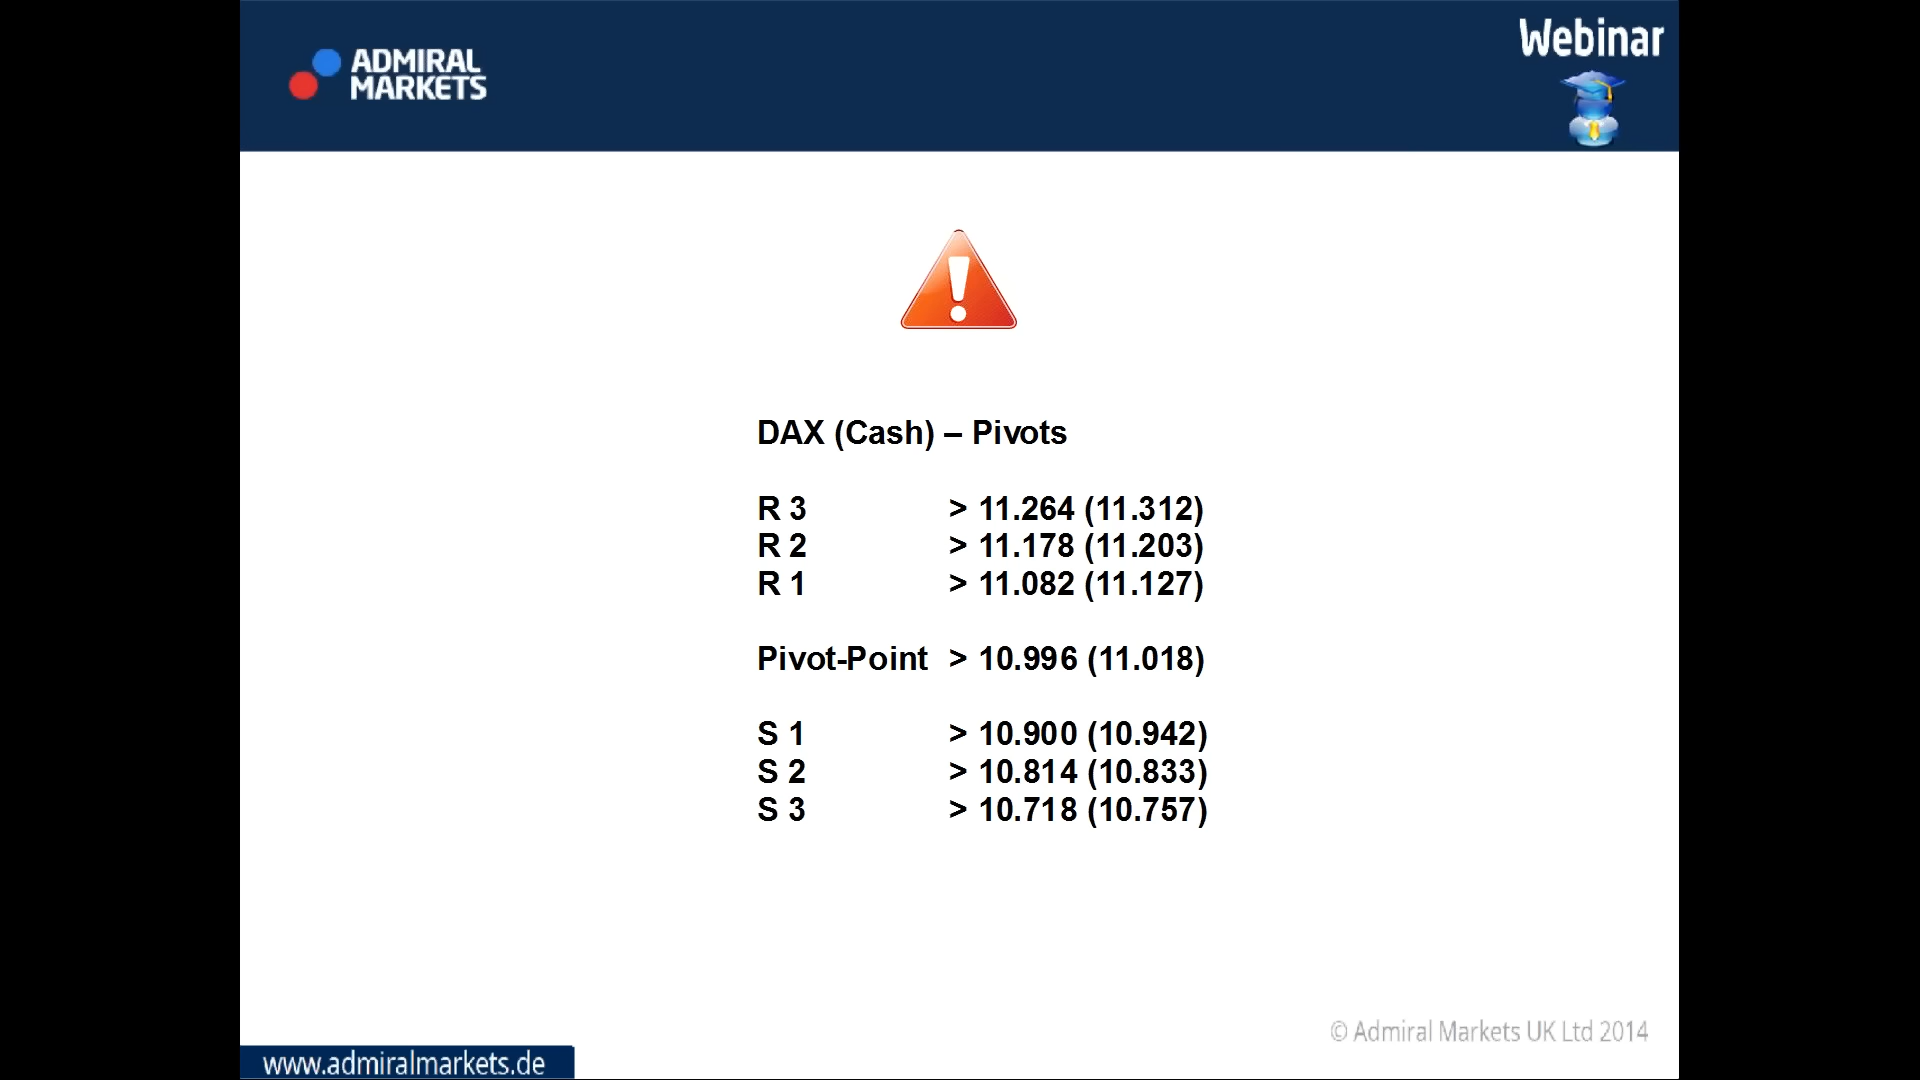 ADMIRAL
MARKETS
Webinar
DAX (Cash) – Pivots
R 3 > 11.264 (11.312)
R 2 > 11.178 (11.203)
R 1 > 11.082 (11.127)
Pivot-Point > 10.996 (11.018)
S 1 > 10.900 (10.942)
S 2 > 10.814 (10.833)
S 3 > 10.718 (10.757)
© Admiral Markets UK Ltd 2014
www.admiralmarkets.de